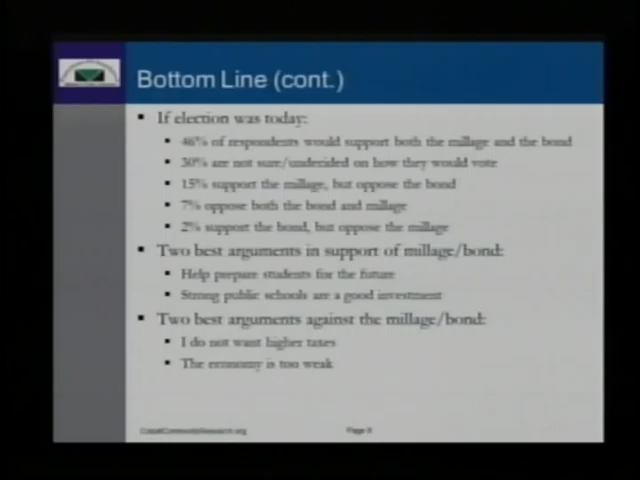 Bottom Line (cont.)
If election was today:
46% of respondents would support both the millage and the bond
30% are not sure/undecided on how they would vote
15% support the millage, but oppose the bond
7% oppose both the bond and millage
2% support the bond, but oppose the millage
Two best arguments in support of millage/bond:
Help prepare students for the future
Strong public schools are a good investment
Two best arguments against the millage/bond:
I do not want higher taxes
The economy is too weak
CobaltCommunityResearch.org
Page